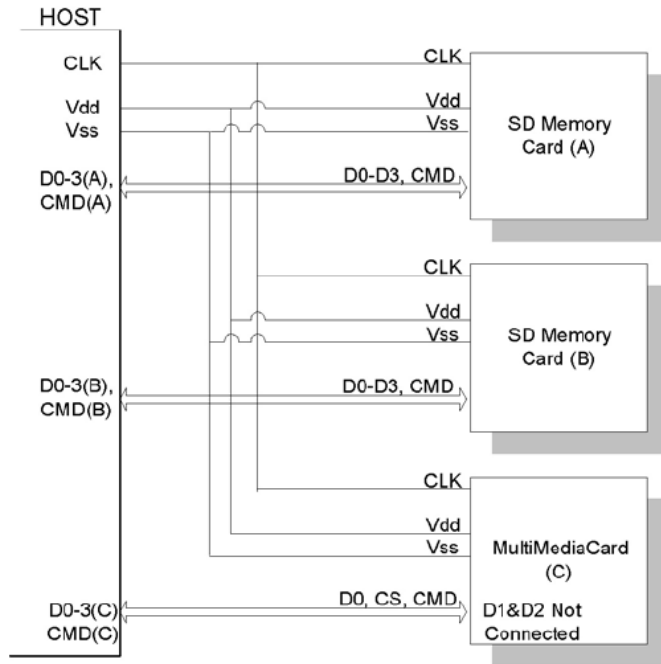 HOST
CLK
CLK
Vdd
Vdd
Vss
Vss
SD Memory
Card (A)
D0-3(A),
CMD(A)
D0-D3, CMD
CLK
Vdd
Vss
SD Memory
Card (B)
D0-3(B),
CMD(B)
D0-D3, CMD
CLK
Vdd
Vss
MultiMediaCard
(C)
D0-3(C)
CMD(C)
D0, CS, CMD
D1&D2 Not
Connected